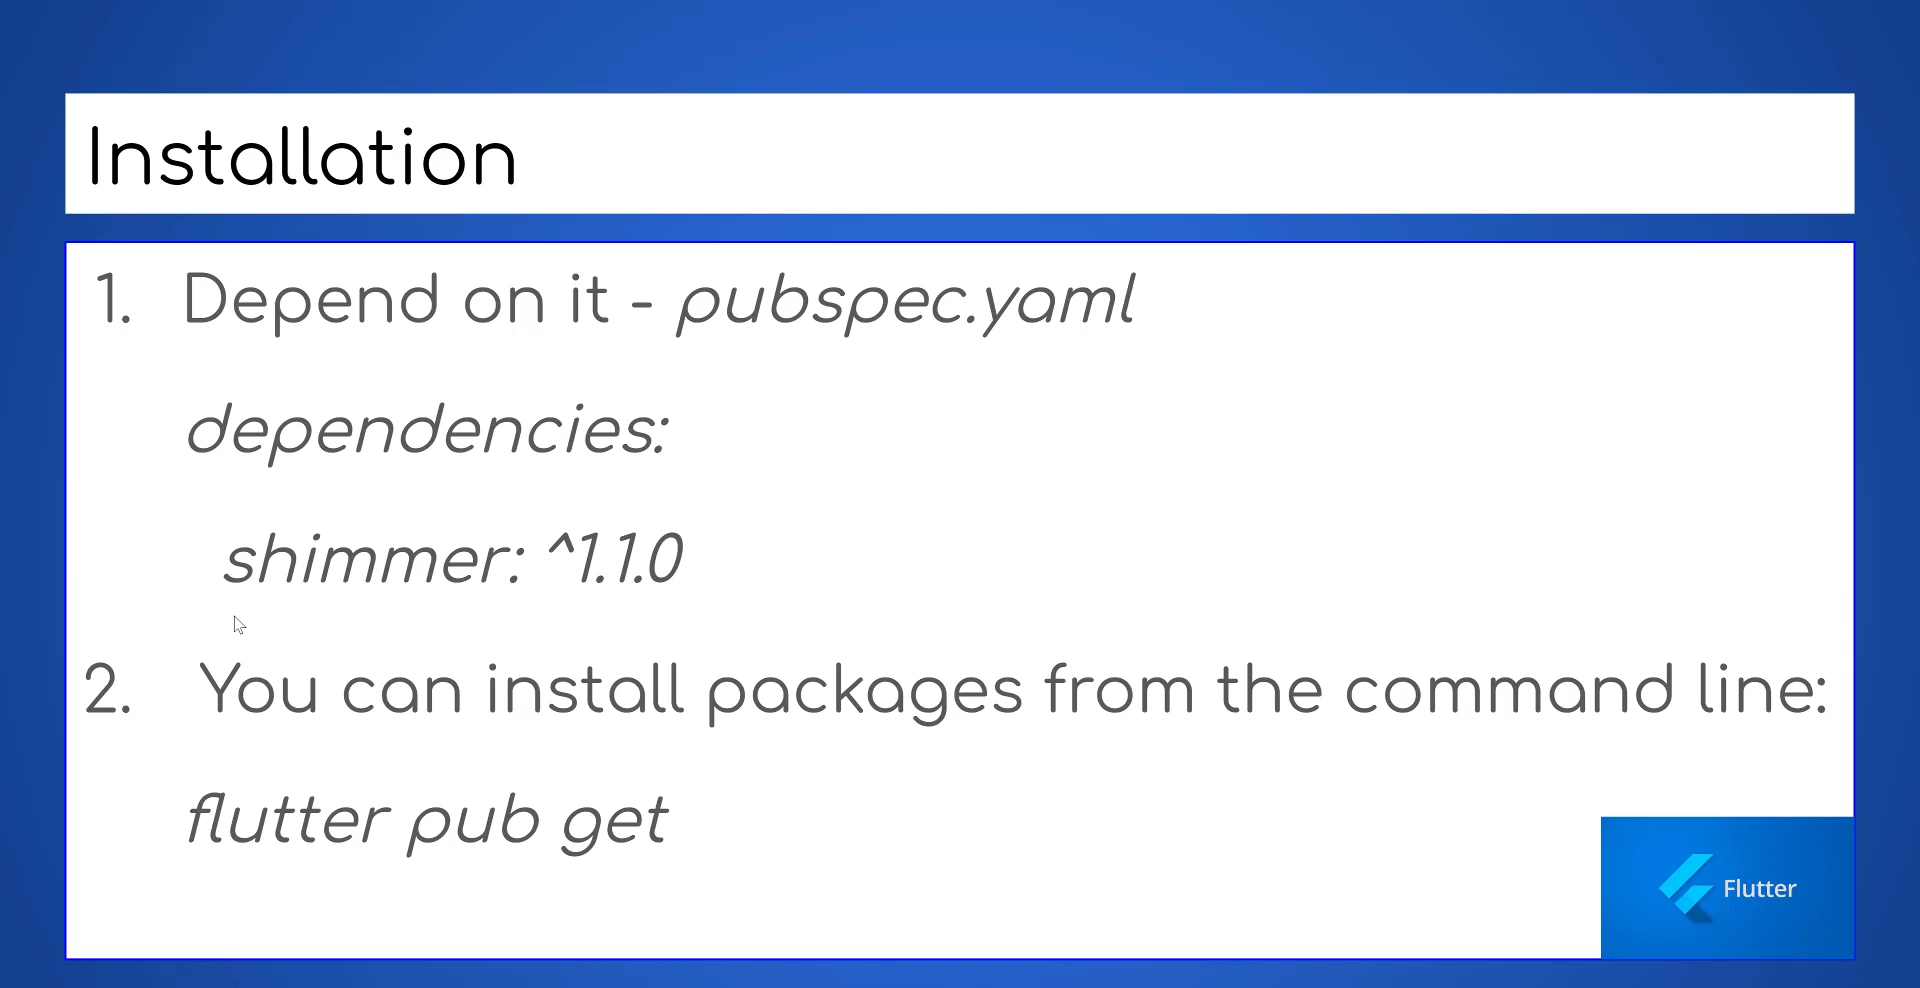 Installation
1. Depend on it - pubspec.yaml
dependencies:
shimmer: ^1.1.0
2. You can install packages from the command line:
flutter pub get
Flutter